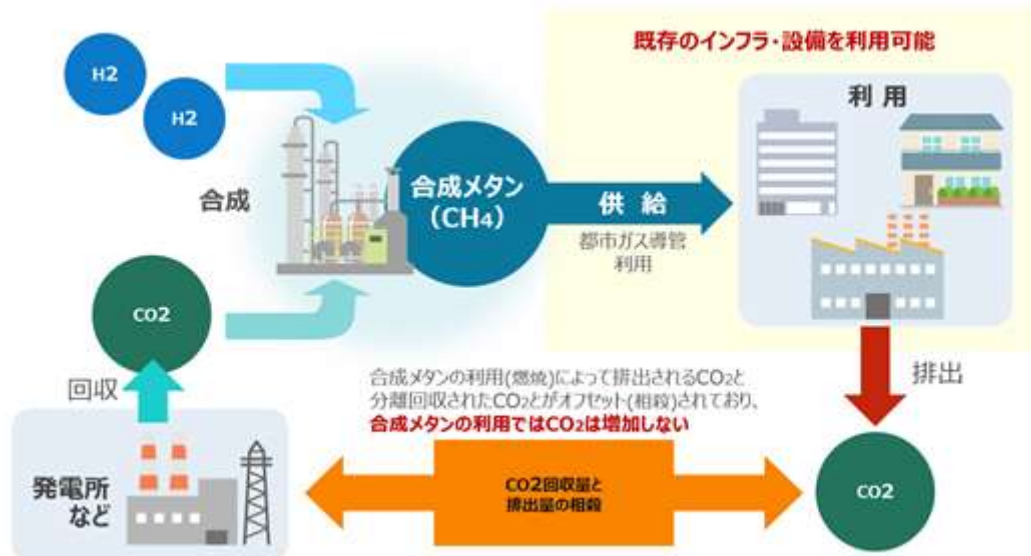 既存のインフラ・設備を利用可能
H2
H2
利用
合成
合成メタン
（CH4）
供給
都市ガス導管
利用
CO2
回収
排出
合成メタンの利用(燃焼)によって排出されるCO2と
分離回収されたCO2とがオフセット(相殺)されており、
合成メタンの利用ではCO2は増加しない
発電所
など
CO2回収量と
排出量の相殺
CO2